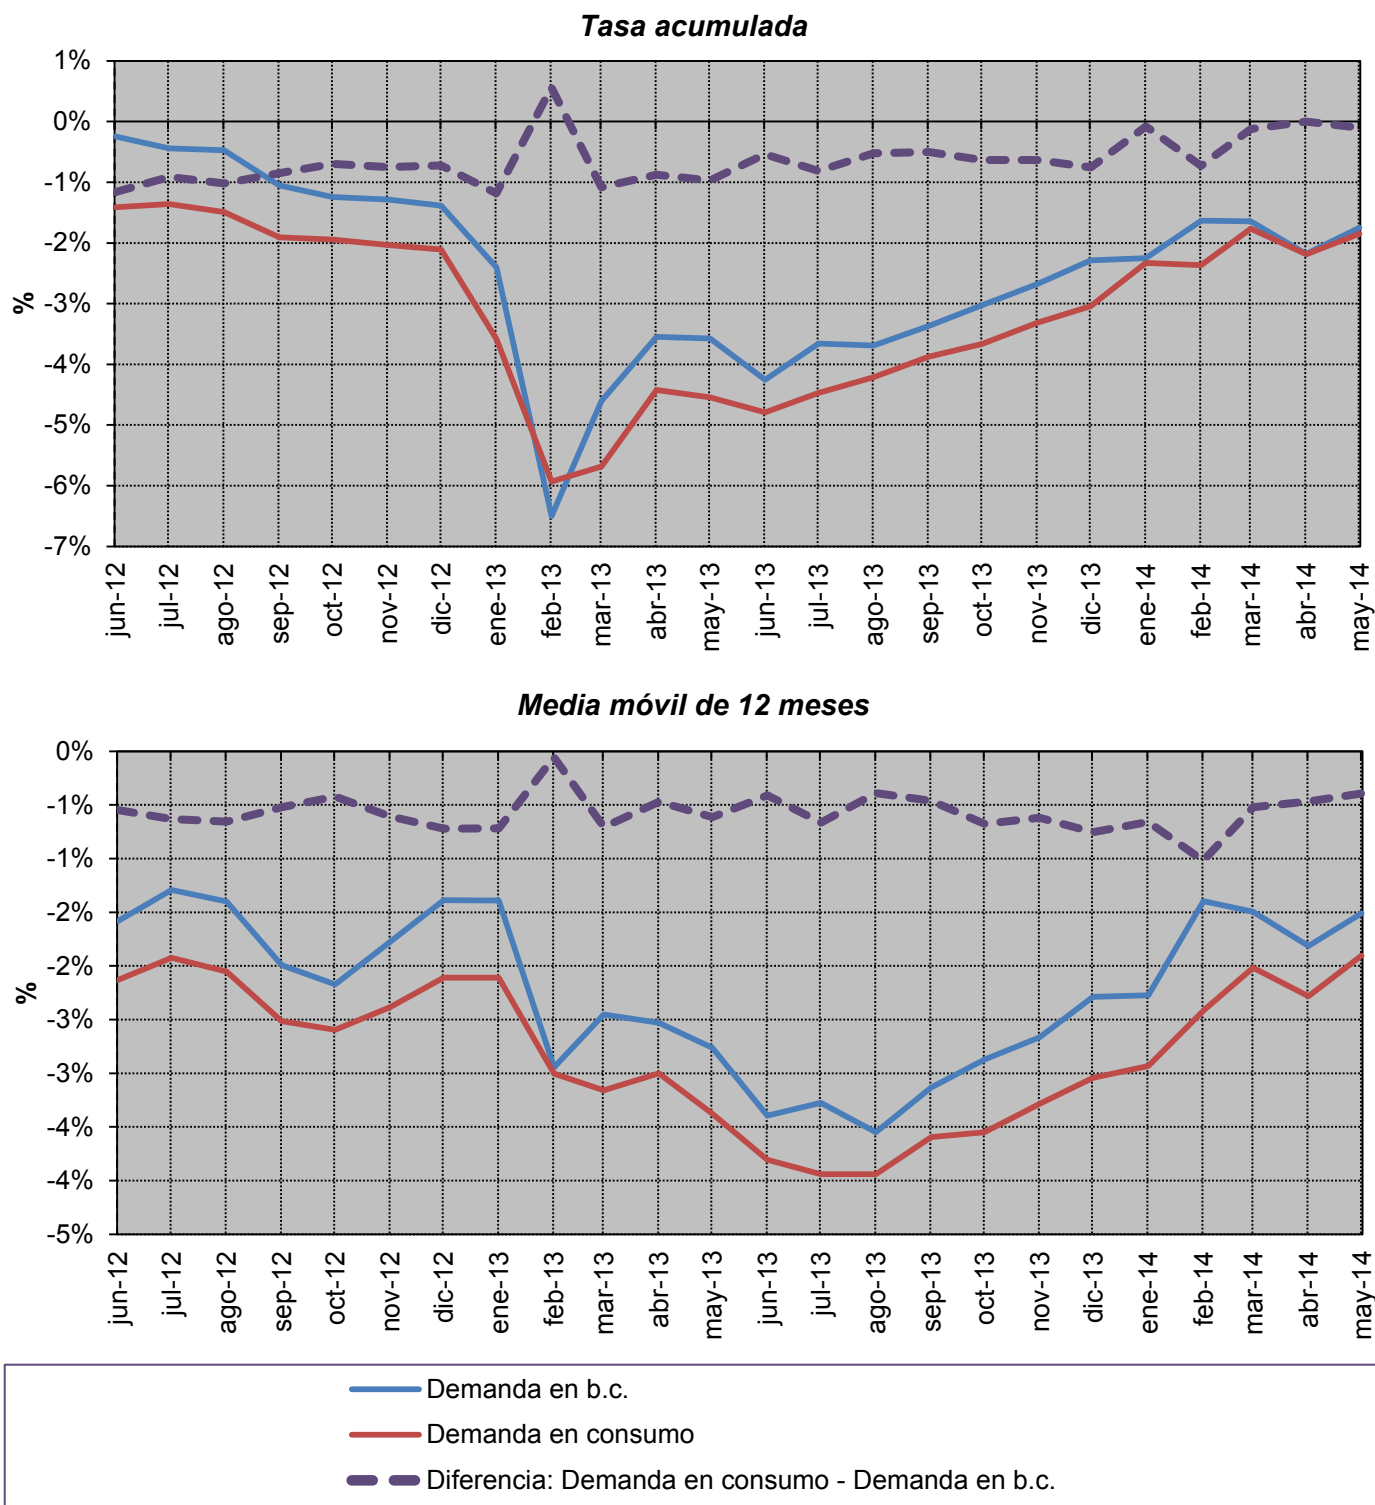 Tasa acumulada
1%
0%
-1%
-2%
-3%
-4%
-5%
-6%
-7%
%
jun-12
jul-12
ago-12
sep-12
oct-12
nov-12
dic-12
ene-13
feb-13
mar-13
abr-13
may-13
jun-13
jul-13
ago-13
sep-13
oct-13
nov-13
dic-13
ene-14
feb-14
mar-14
abr-14
may-14
Media móvil de 12 meses
0%
-1%
-1%
-2%
-2%
-3%
-3%
-4%
-4%
-5%
%
jun-12
jul-12
ago-12
sep-12
oct-12
nov-12
dic-12
ene-13
feb-13
mar-13
abr-13
may-13
jun-13
jul-13
ago-13
sep-13
oct-13
nov-13
dic-13
ene-14
feb-14
mar-14
abr-14
may-14
Demanda en b.c.
Demanda en consumo
Diferencia: Demanda en consumo - Demanda en b.c.